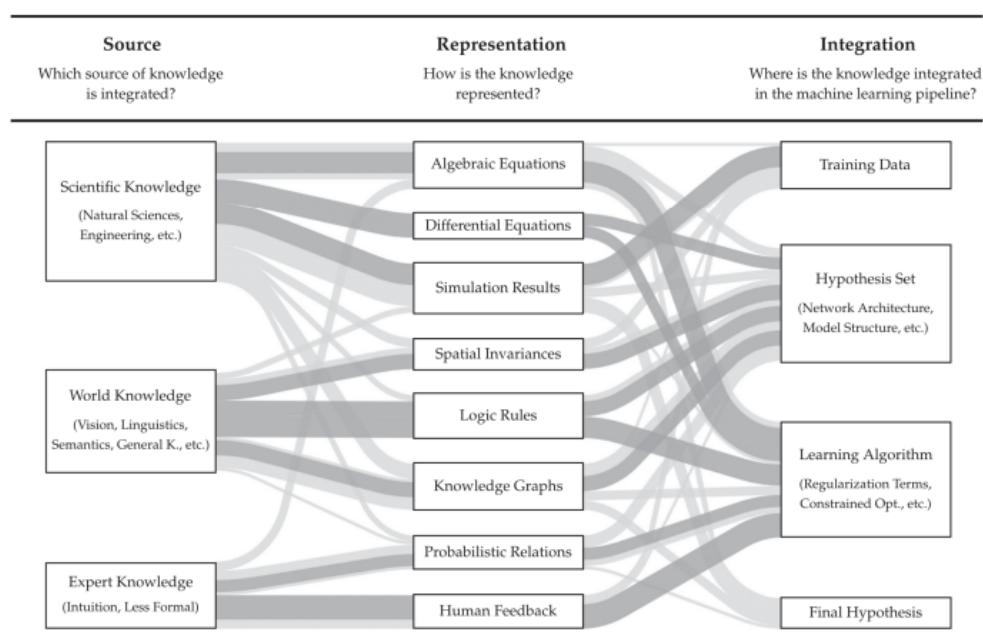 Source
Which source of knowledge
is integrated?
Representation
How is the knowledge
represented?
Integration
Where is the knowledge integrated
in the machine learning pipeline?
Scientific Knowledge
(Natural Sciences,
Engineering, etc.)
World Knowledge
(Vision, Linguistics,
Semantics, General K., etc.)
Expert Knowledge
(Intuition, Less Formal)
Algebraic Equations
Differential Equations
Simulation Results
Spatial Invariances
Logic Rules
Knowledge Graphs
Probabilistic Relations
Human Feedback
Training Data
Hypothesis Set
(Network Architecture,
Model Structure, etc.)
Learning Algorithm
(Regularization Terms,
Constrained Opt., etc.)
Final Hypothesis